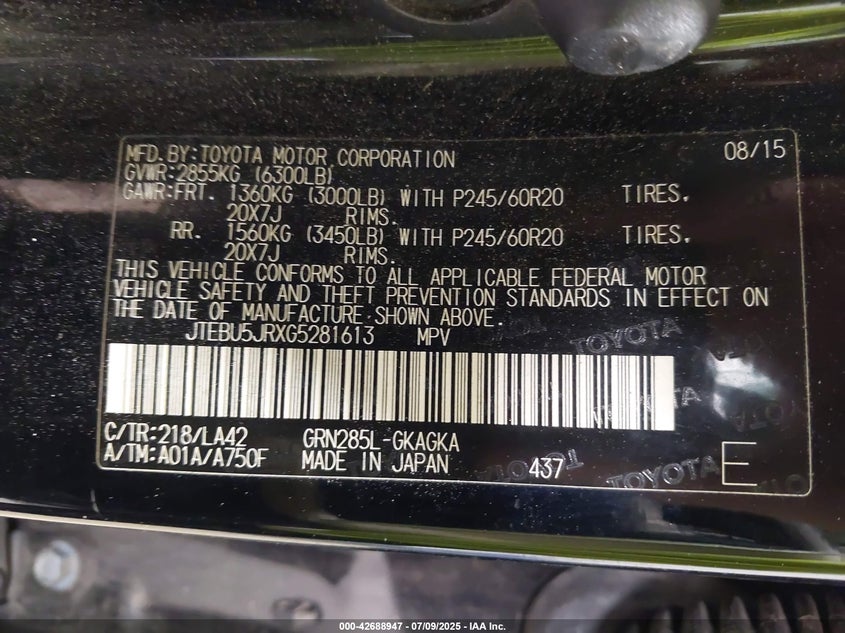 MFD. BY:TOYOTA MOTOR CORPORATION 08/15
GVWR:2855KG (6300LB)
GAWR:FRT. 1360KG (3000LB) WITH P245/60R20 TIRES.
20X7J RIMS.
RR. 1560KG (3450LB) WITH P245/60R20 TIRES.
20X7J RIMS.
THIS VEHICLE CONFORMS TO ALL APPLICABLE FEDERAL MOTOR
VEHICLE SAFETY AND THEFT PREVENTION STANDARDS IN EFFECT ON
THE DATE OF MANUFACTURE SHOWN ABOVE.
JTEBU5JRXG5281613 MPV
TOYOTA
TOYOTA
C/TR:218/LA42 GRN285L-GKAGKA
A/TM:A01A/A750F MADE IN JAPAN 437 E
TOYOTA
000-42688947 - 07/09/2025 - IAA Inc.